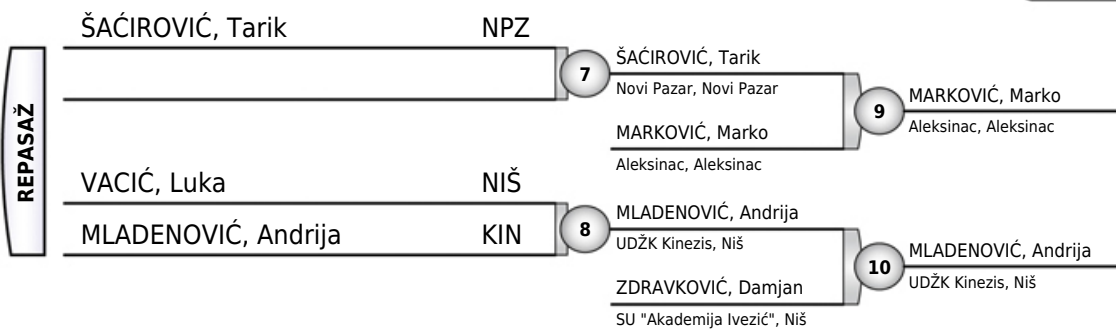 REPASAŽ
ŠAĆIROVIĆ, Tarik NPZ
7
ŠAĆIROVIĆ, Tarik
Novi Pazar, Novi Pazar
MARKOVIĆ, Marko
Aleksinac, Aleksinac
9
MARKOVIĆ, Marko
Aleksinac, Aleksinac
VACIĆ, Luka NIŠ
MLADENOVIĆ, Andrija KIN
8
MLADENOVIĆ, Andrija
UDŽK Kinezis, Niš
ZDRAVKOVIĆ, Damjan
SU "Akademija Ivezić", Niš
10
MLADENOVIĆ, Andrija
UDŽK Kinezis, Niš